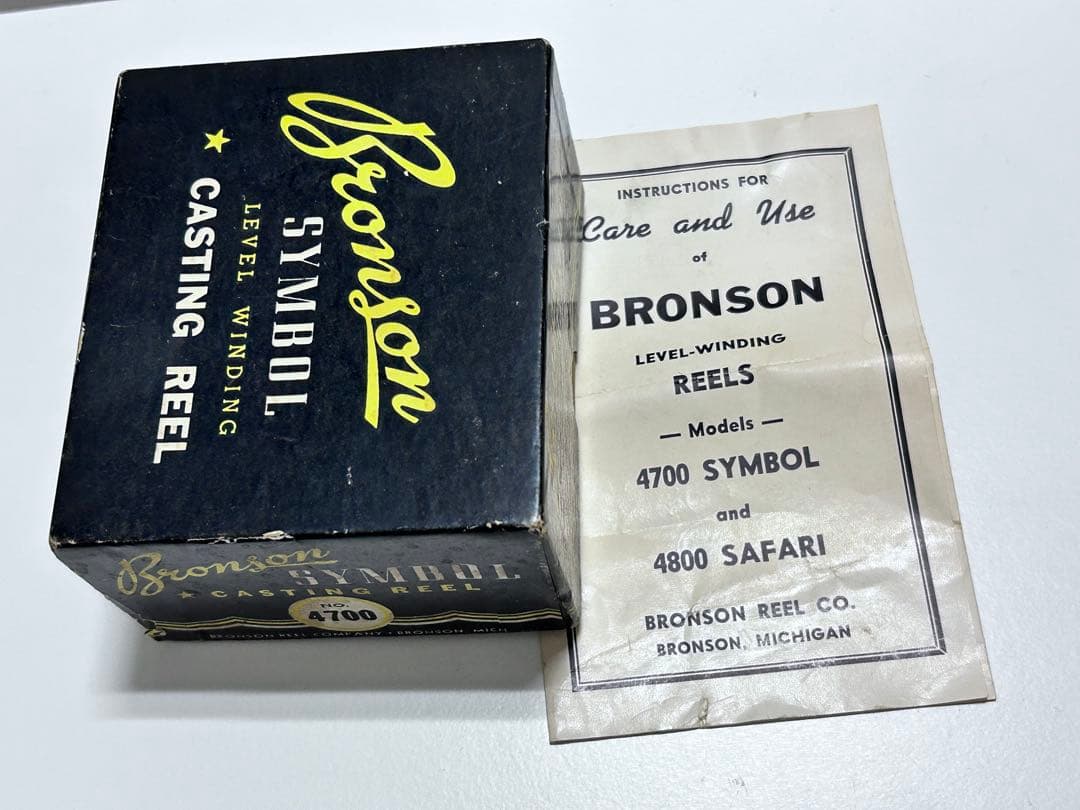 Bronson
SYMBOL
LEVEL WINDING
★ CASTING REEL
Bronson
SYMBOL
★ CASTING REEL
NO.
4700
BRONSON REEL COMPANY • BRONSON, MICH.
INSTRUCTIONS FOR
Care and Use
of
BRONSON
LEVEL-WINDING
REELS
— Models —
4700 SYMBOL
and
4800 SAFARI
BRONSON REEL CO.
BRONSON, MICHIGAN